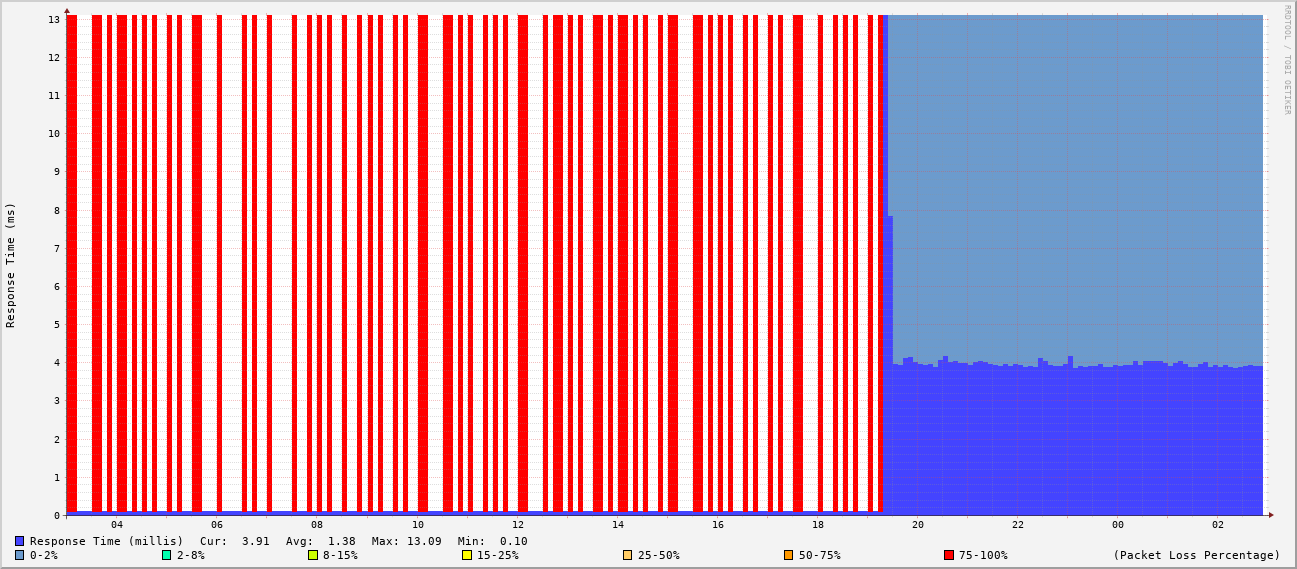 RRDTOOL / TOBI OETIKER
Response Time (ms)
13
12
11
10
9
8
7
6
5
4
3
2
1
0
04 06 08 10 12 14 16 18 20 22 00 02
Response Time (millis) Cur: 3.91 Avg: 1.38 Max: 13.09 Min: 0.10
0-2% 2-8% 8-15% 15-25% 25-50% 50-75% 75-100% (Packet Loss Percentage)